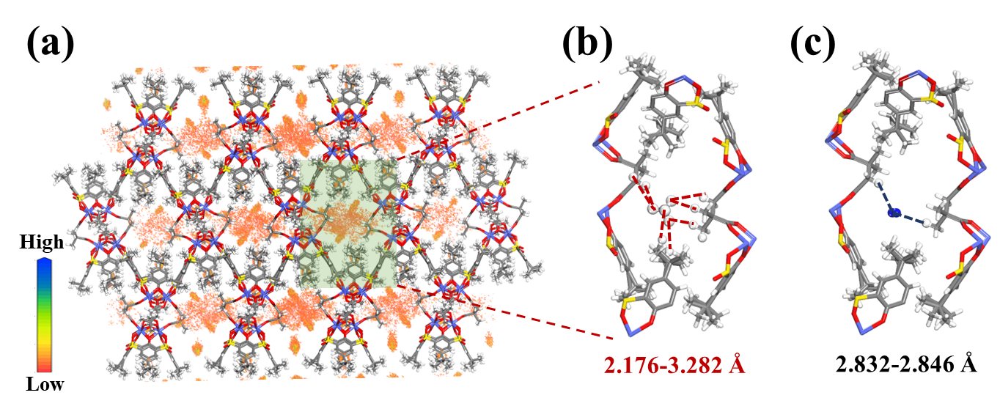 (a)
(b)
(c)
High
Low
2.176-3.282 Å
2.832-2.846 Å